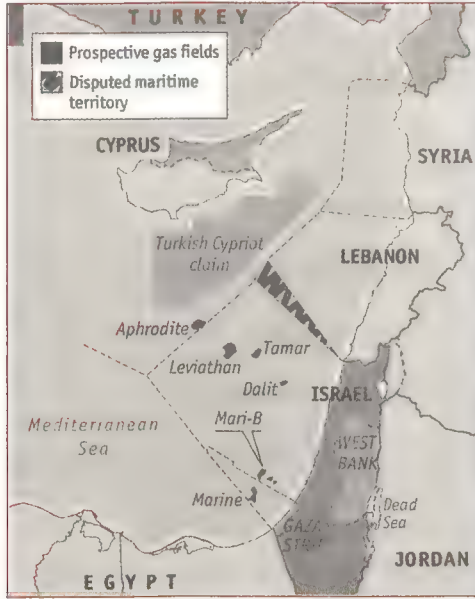 TURKEY
Prospective gas fields
Disputed maritime
territory
CYPRUS
SYRIA
Turkish Cypriot
claim
LEBANON
Aphrodite
Leviathan
Tamar
Dalit
ISRAEL
Mari-B
Mediterranean
Sea
WEST
BANK
Marine
Dead
Sea
GAZA
STRIP
JORDAN
EGYPT